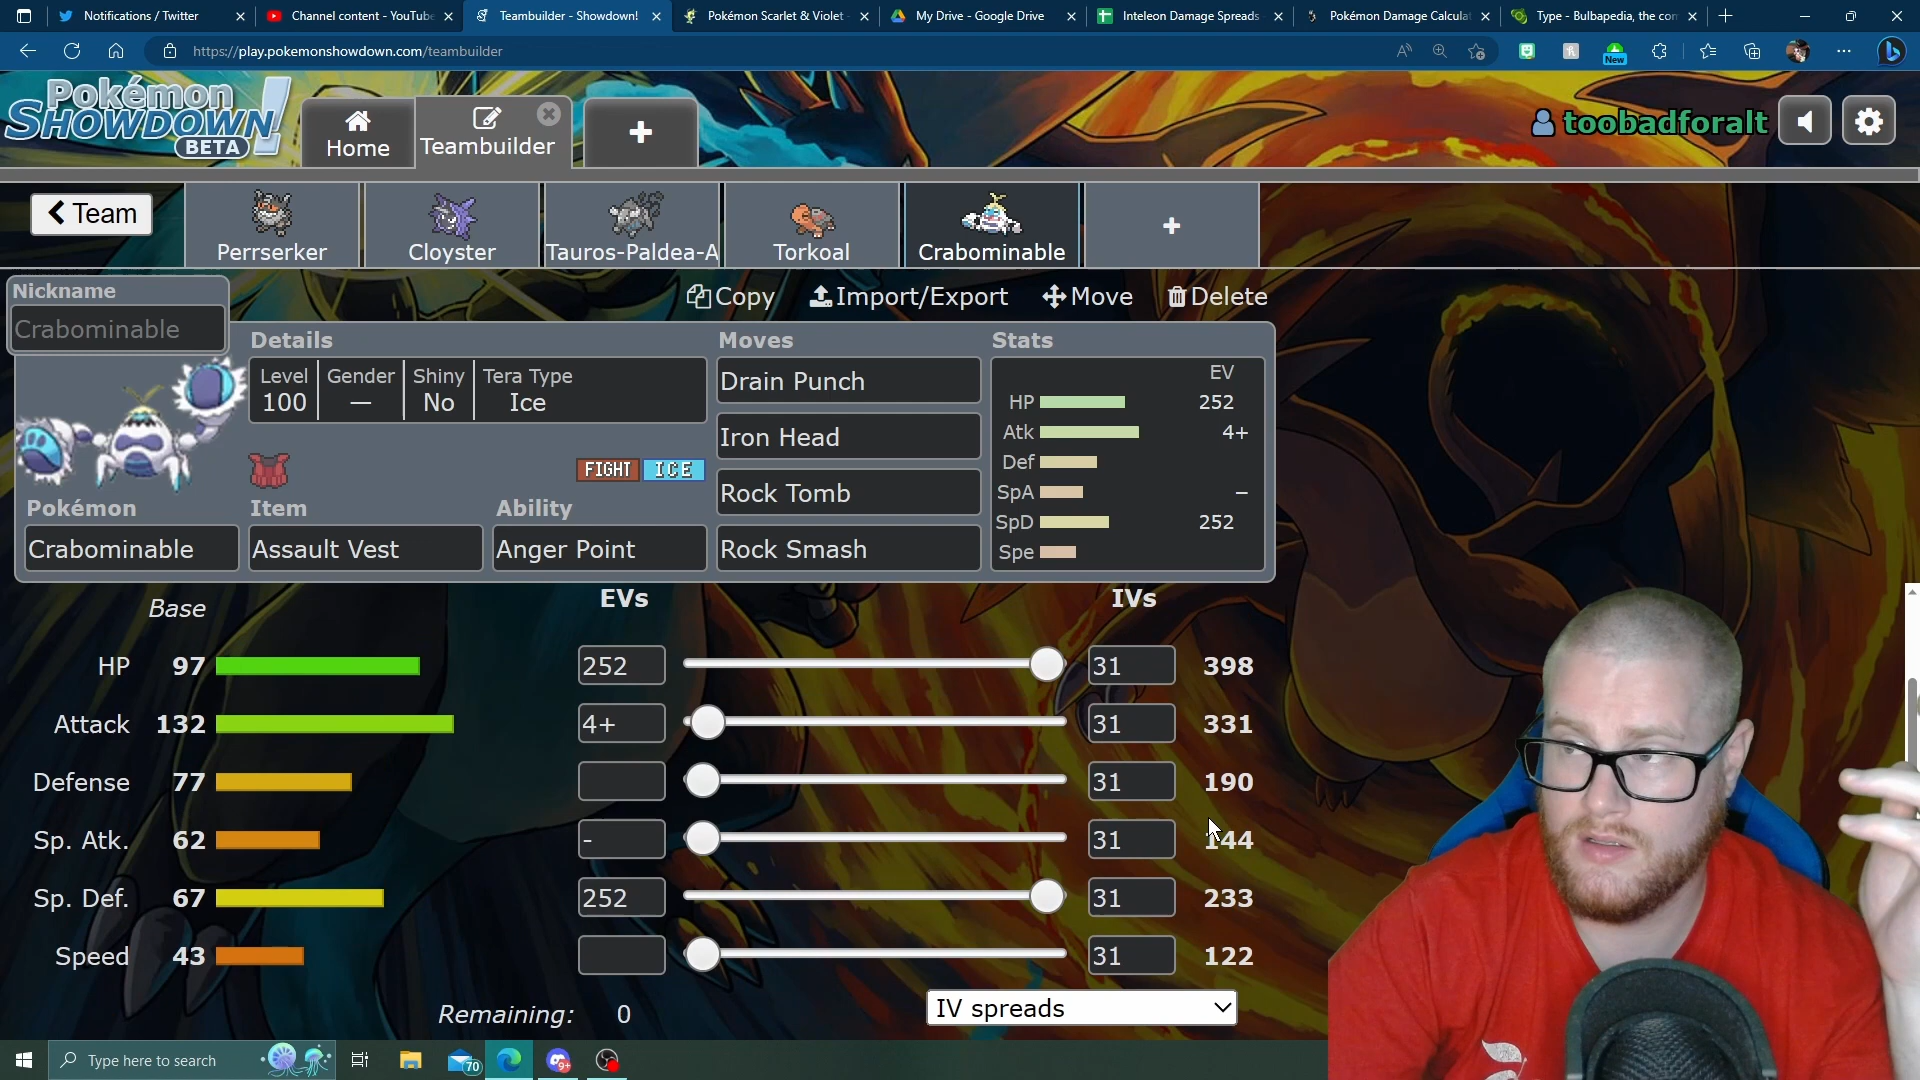 Notifications / Twitter
Channel content - YouTube
Teambuilder - Showdown!
Pokémon Scarlet & Violet -
My Drive - Google Drive
Inteleon Damage Spreads
Pokémon Damage Calcula
Type - Bulbapedia, the con
https://play.pokemonshowdown.com/teambuilder
New
Pokémon
SHOWDOWN!
BETA
Home
Teambuilder
toobadforalt
Team
Perrserker
Cloyster
Tauros-Paldea-A
Torkoal
Crabominable
Nickname
Crabominable
Copy
Import/Export
Move
Delete
Details
Level
100
Gender
—
Shiny
No
Tera Type
Ice
FIGHT
ICE
Pokémon
Crabominable
Item
Assault Vest
Ability
Anger Point
Moves
Drain Punch
Iron Head
Rock Tomb
Rock Smash
Stats
EV
HP 252
Atk 4+
Def
SpA −
SpD 252
Spe
Base EVs IVs
HP 97 252 31 398
Attack 132 4+ 31 331
Defense 77 31 190
Sp. Atk. 62 - 31 144
Sp. Def. 67 252 31 233
Speed 43 31 122
Remaining: 0
IV spreads
Type here to search
70
9+